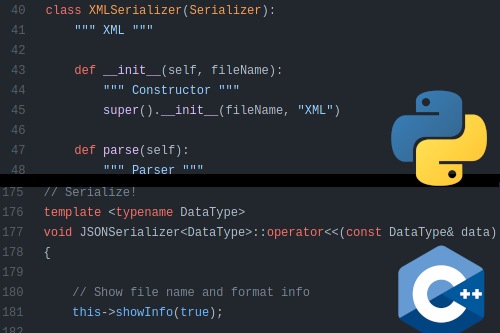 40 class XMLSerializer(Serializer):
41     """ XML """
42
43     def __init__(self, fileName):
44         """ Constructor """
45         super().__init__(fileName, "XML")
46
47     def parse(self):
48         """ Parser """
175 // Serialize!
176 template <typename DataType>
177 void JSONSerializer<DataType>::operator<<(const DataType& data)
178 {
179
180     // Show file name and format info
181     this->showInfo(true);
182
C++